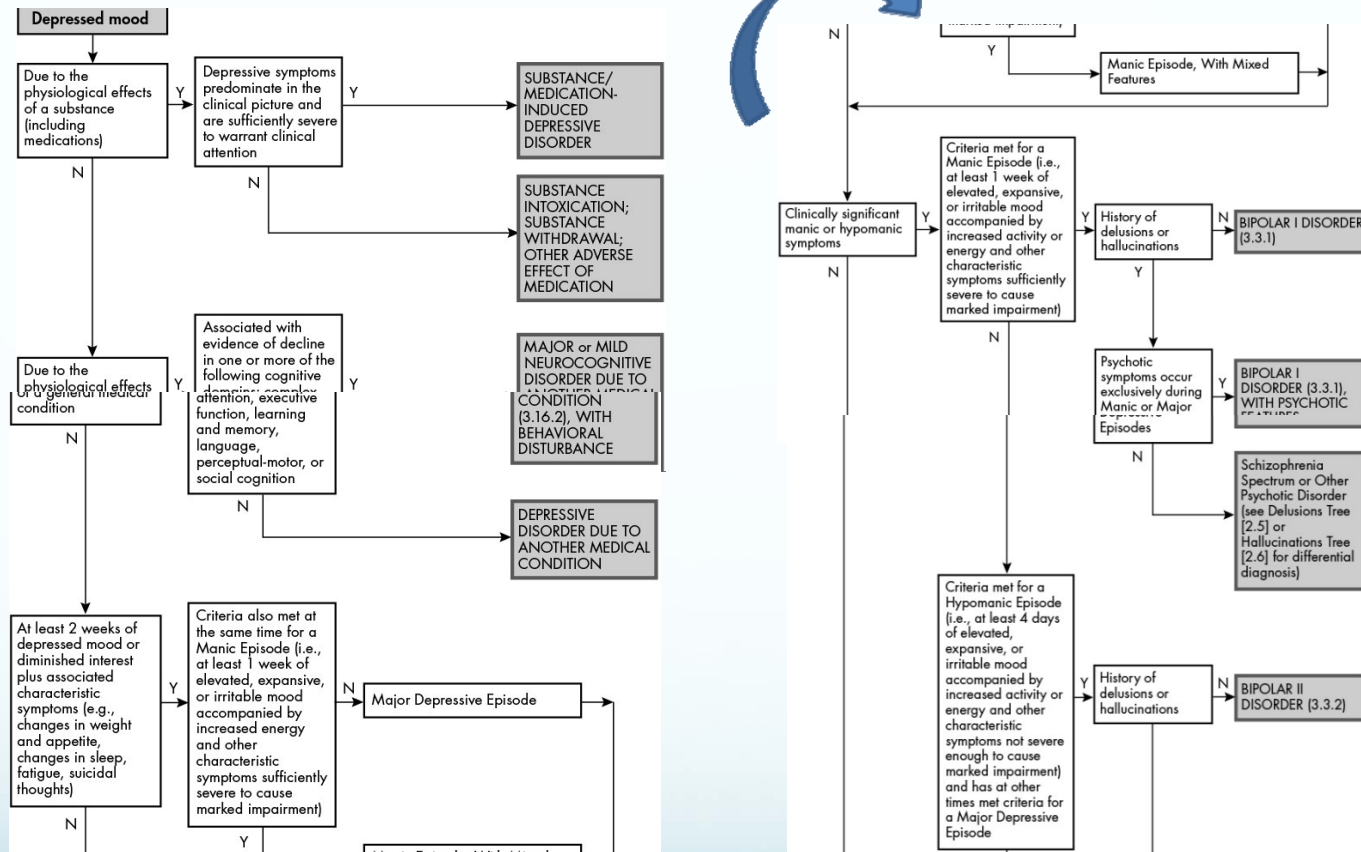 Depressed mood
Due to the
physiological effects
of a substance
(including
medications)
Y
Depressive symptoms
predominate in the
clinical picture and
are sufficiently severe
to warrant clinical
attention
Y
SUBSTANCE/
MEDICATION-
INDUCED
DEPRESSIVE
DISORDER
N
N
SUBSTANCE
INTOXICATION;
SUBSTANCE
WITHDRAWAL;
OTHER ADVERSE
EFFECT OF
MEDICATION
Due to the
physiological effects
of a general medical
condition
Y
Associated with
evidence of decline
in one or more of the
following cognitive
domains: complex
attention, executive
function, learning
and memory,
language,
perceptual-motor, or
social cognition
Y
MAJOR or MILD
NEUROCOGNITIVE
DISORDER DUE TO
ANOTHER MEDICAL
CONDITION
(3.16.2), WITH
BEHAVIORAL
DISTURBANCE
N
N
DEPRESSIVE
DISORDER DUE TO
ANOTHER MEDICAL
CONDITION
At least 2 weeks of
depressed mood or
diminished interest
plus associated
characteristic
symptoms (e.g.,
changes in weight
and appetite,
changes in sleep,
fatigue, suicidal
thoughts)
Y
Criteria also met at
the same time for a
Manic Episode (i.e.,
at least 1 week of
elevated, expansive,
or irritable mood
accompanied by
increased energy
and other
characteristic
symptoms sufficiently
severe to cause
marked impairment)
N
Major Depressive Episode
N
Y
N
marked impairment)
Y
Manic Episode, With Mixed
Features
Clinically significant
manic or hypomanic
symptoms
Y
Criteria met for a
Manic Episode (i.e.,
at least 1 week of
elevated, expansive,
or irritable mood
accompanied by
increased activity or
energy and other
characteristic
symptoms sufficiently
severe to cause
marked impairment)
Y
History of
delusions or
hallucinations
N
BIPOLAR I DISORDER
(3.3.1)
N
Y
N
Psychotic
symptoms occur
exclusively during
Manic or Major
Depressive
Episodes
Y
BIPOLAR I
DISORDER (3.3.1),
WITH PSYCHOTIC
FEATURES
N
Schizophrenia
Spectrum or Other
Psychotic Disorder
(see Delusions Tree
[2.5] or
Hallucinations Tree
[2.6] for differential
diagnosis)
Criteria met for a
Hypomanic Episode
(i.e., at least 4 days
of elevated,
expansive, or
irritable mood
accompanied by
increased activity or
energy and other
characteristic
symptoms not severe
enough to cause
marked impairment)
and has at other
times met criteria for
a Major Depressive
Episode
Y
History of
delusions or
hallucinations
N
BIPOLAR II
DISORDER (3.3.2)